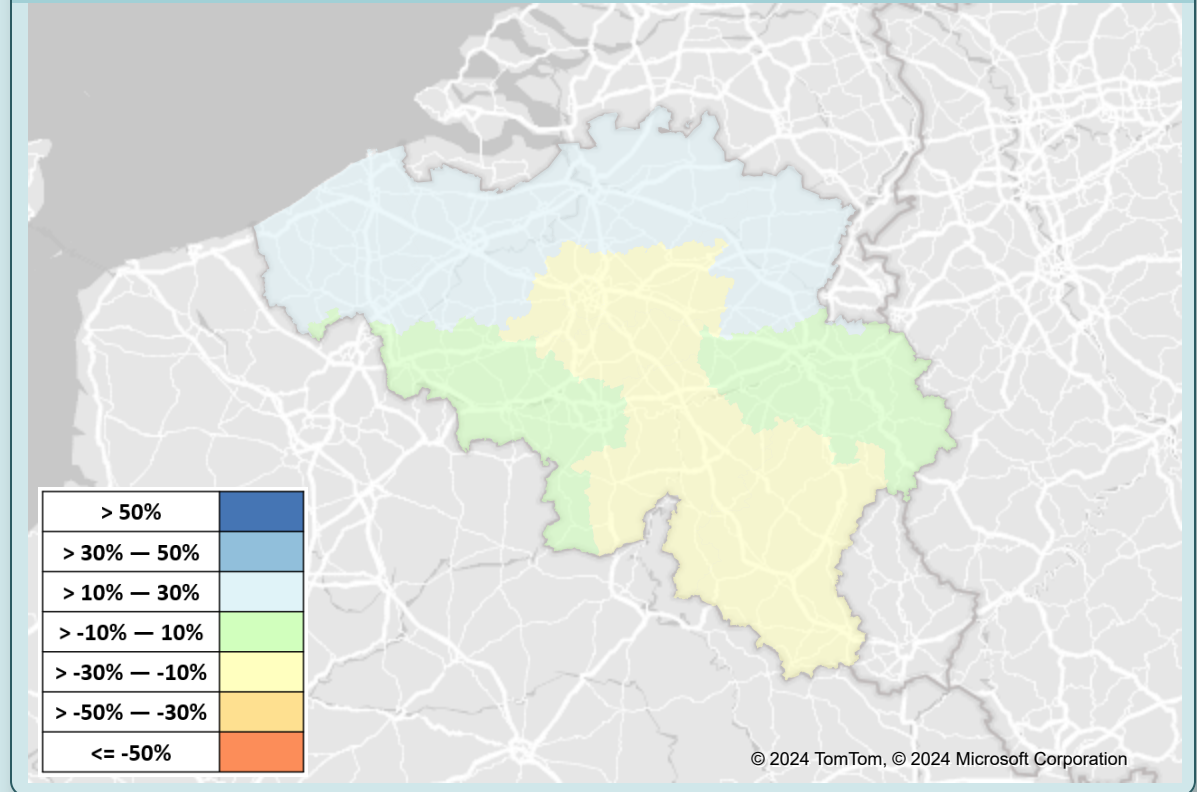 > 50%
> 30% — 50%
> 10% — 30%
> -10% — 10%
> -30% — -10%
> -50% — -30%
<= -50%
© 2024 TomTom, © 2024 Microsoft Corporation